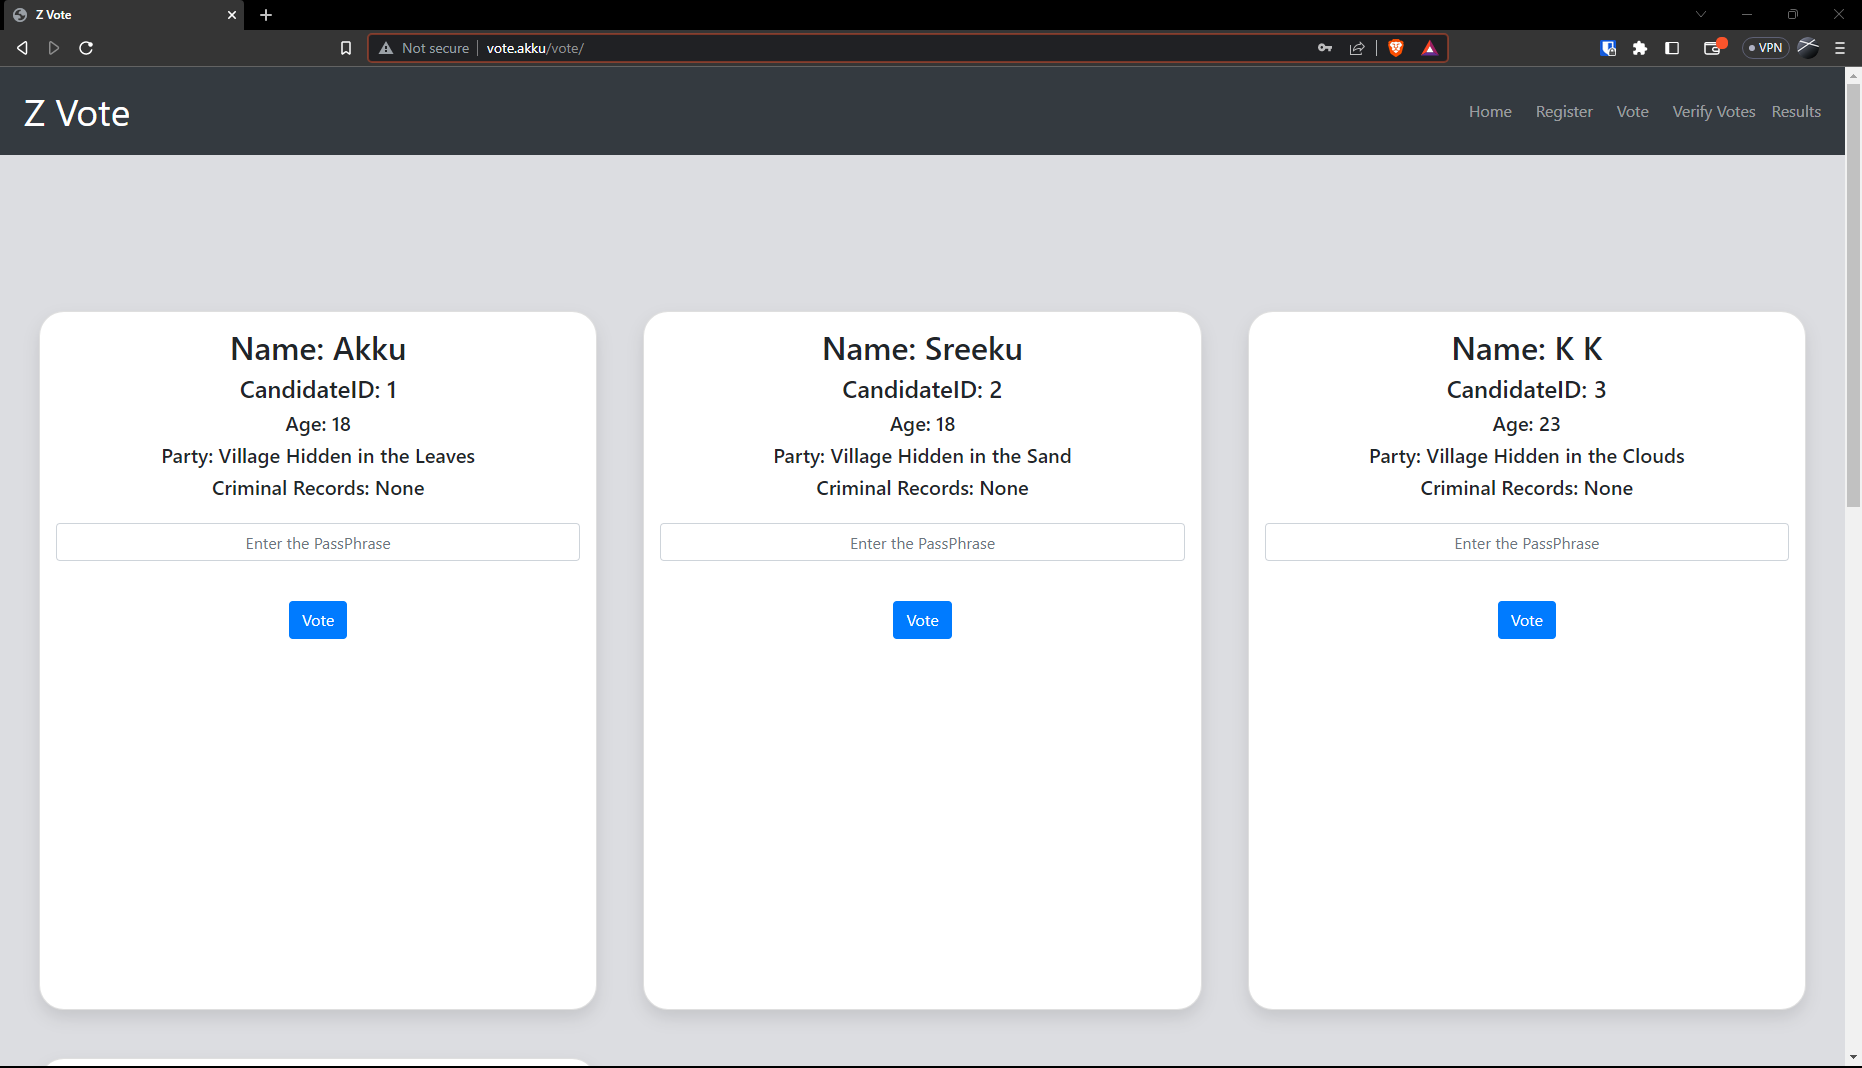 Z Vote
Not secure
vote.akku/vote/
VPN
Z Vote
Home
Register
Vote
Verify Votes
Results
Name: Akku
CandidateID: 1
Age: 18
Party: Village Hidden in the Leaves
Criminal Records: None
Enter the PassPhrase
Vote
Name: Sreeku
CandidateID: 2
Age: 18
Party: Village Hidden in the Sand
Criminal Records: None
Enter the PassPhrase
Vote
Name: K K
CandidateID: 3
Age: 23
Party: Village Hidden in the Clouds
Criminal Records: None
Enter the PassPhrase
Vote